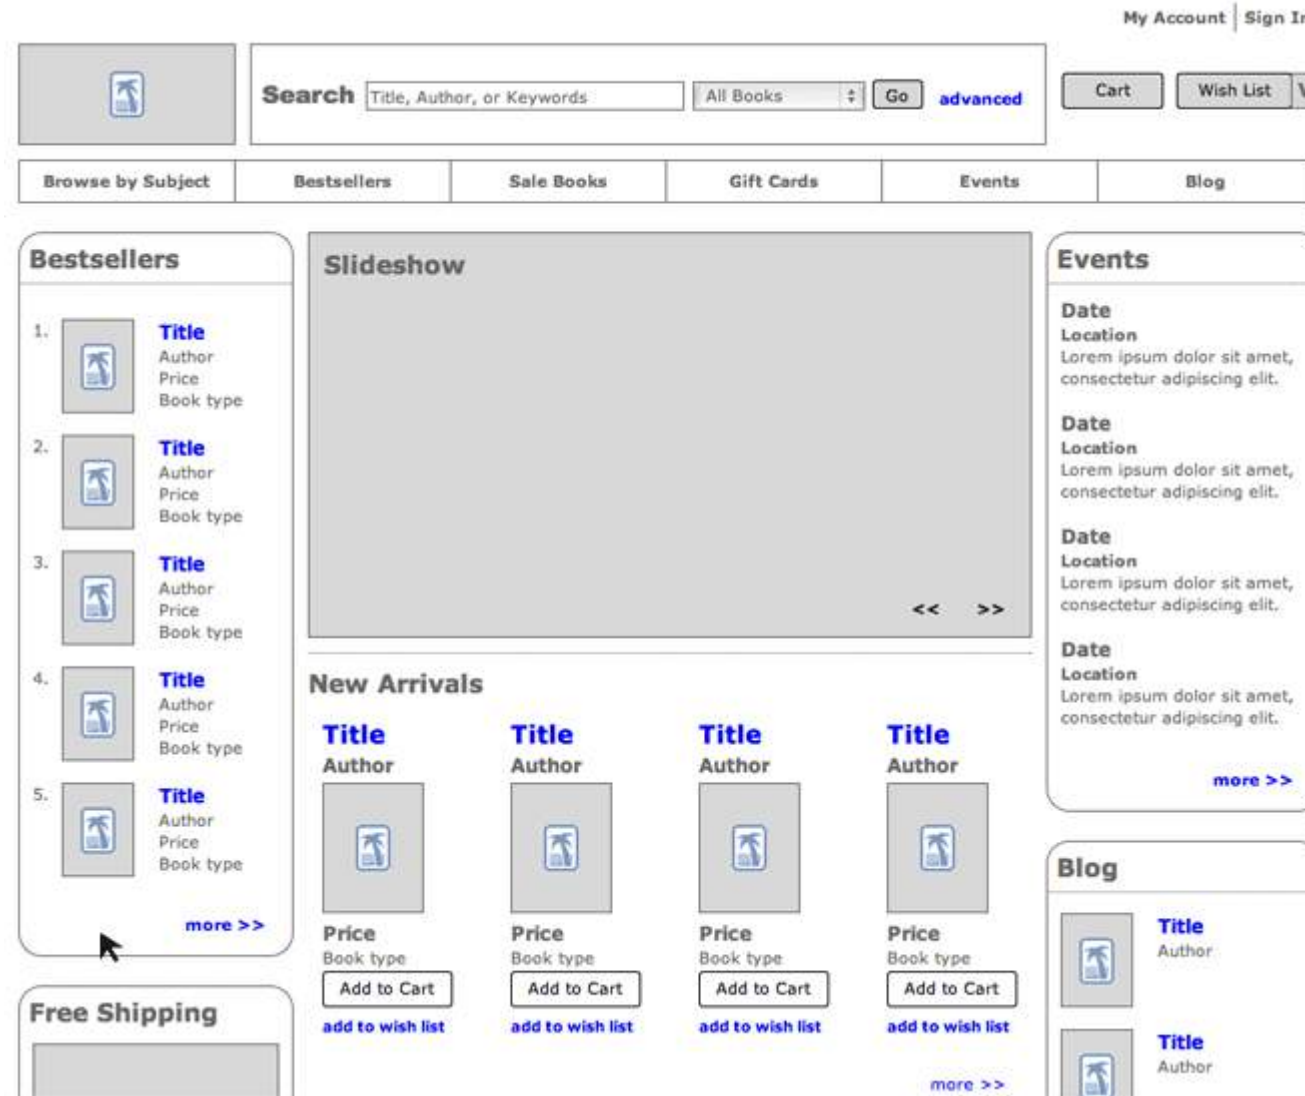 My Account Sign In
Search Title, Author, or Keywords All Books Go advanced Cart Wish List
Browse by Subject Bestsellers Sale Books Gift Cards Events Blog
Bestsellers
1.
Title
Author
Price
Book type
2.
Title
Author
Price
Book type
3.
Title
Author
Price
Book type
4.
Title
Author
Price
Book type
5.
Title
Author
Price
Book type
more >>
Free Shipping
Slideshow
<< >>
New Arrivals
Title Title Title Title
Author Author Author Author
Price Price Price Price
Book type Book type Book type Book type
Add to Cart Add to Cart Add to Cart Add to Cart
add to wish list add to wish list add to wish list add to wish list
more >>
Events
Date
Location
Lorem ipsum dolor sit amet,
consectetur adipiscing elit.
Date
Location
Lorem ipsum dolor sit amet,
consectetur adipiscing elit.
Date
Location
Lorem ipsum dolor sit amet,
consectetur adipiscing elit.
Date
Location
Lorem ipsum dolor sit amet,
consectetur adipiscing elit.
more >>
Blog
Title
Author
Title
Author